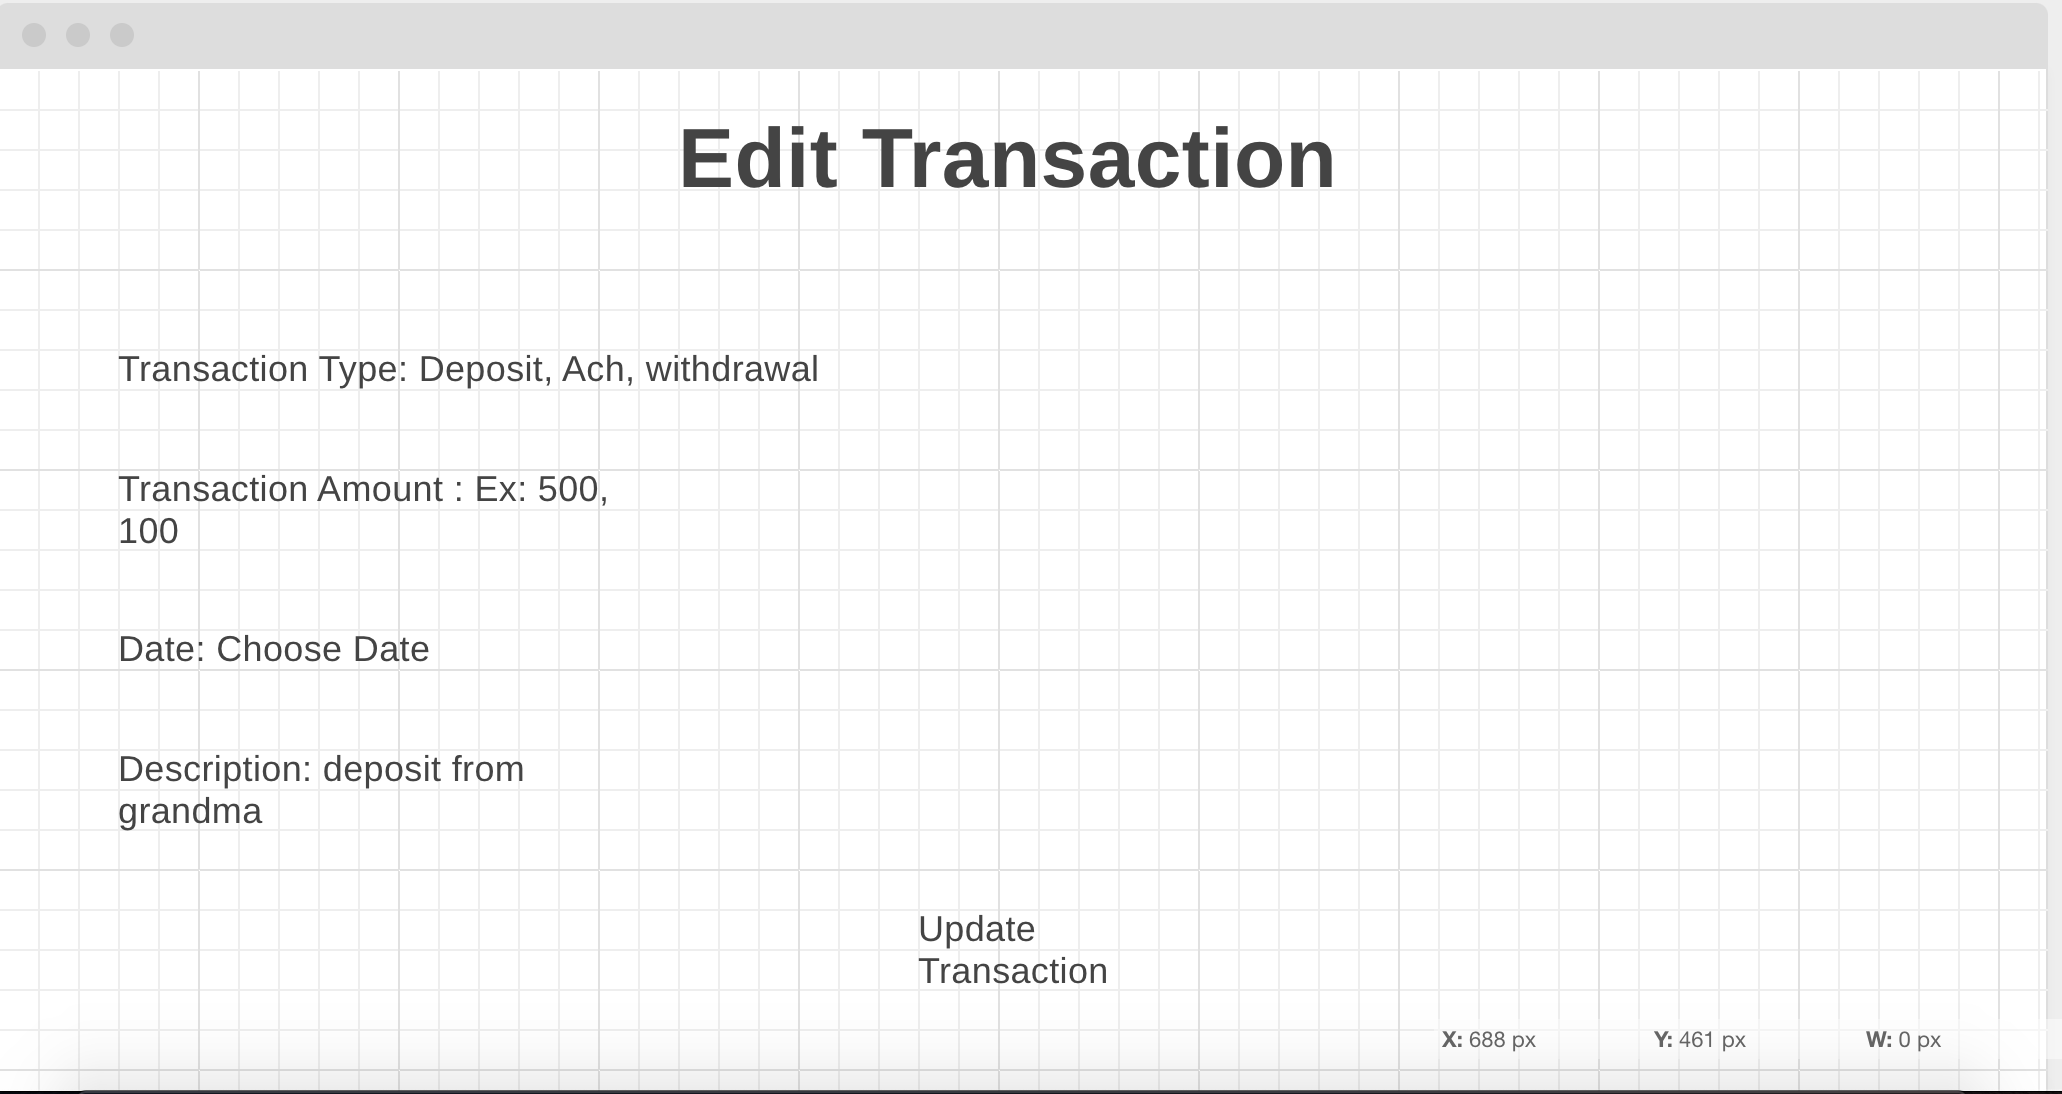 Edit Transaction
Transaction Type: Deposit, Ach, withdrawal
Transaction Amount : Ex: 500,
100
Date: Choose Date
Description: deposit from
grandma
Update
Transaction
X: 688 px Y: 461 px W: 0 px